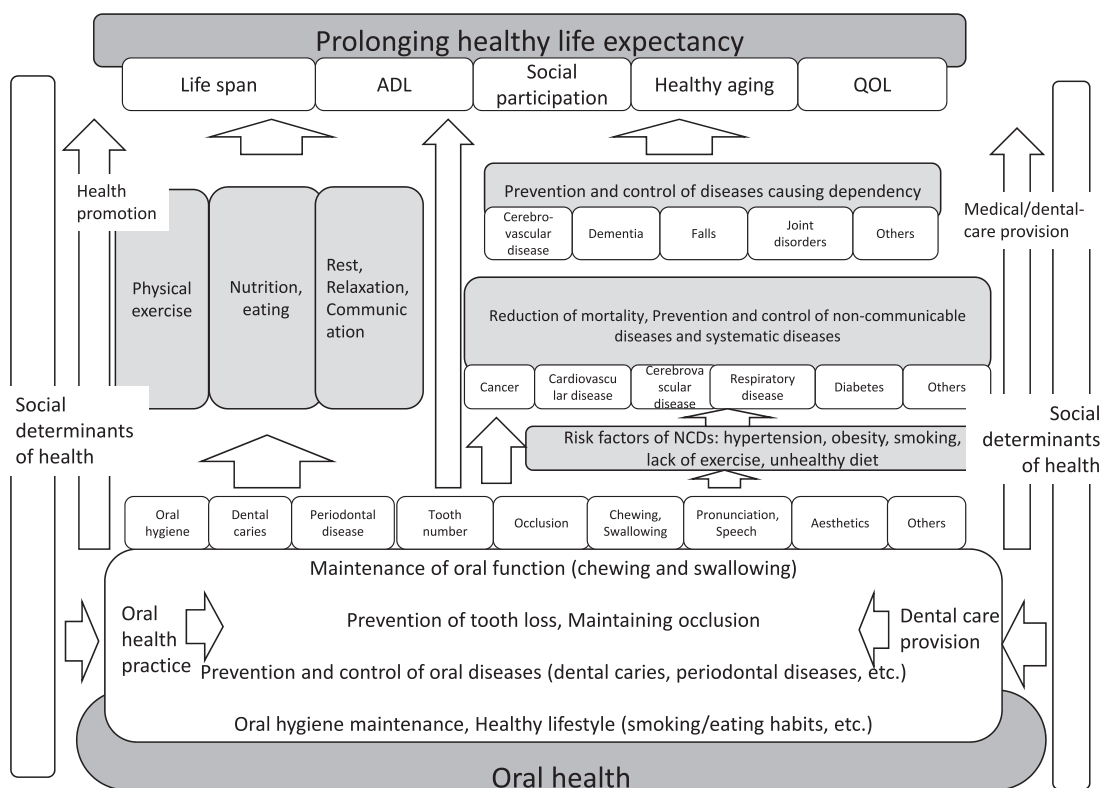 Prolonging healthy life expectancy
Life span
ADL
Social
participation
Healthy aging
QOL
Health
promotion
Physical
exercise
Nutrition,
eating
Rest,
Relaxation,
Communic
ation
Prevention and control of diseases causing dependency
Cerebro-
vascular
disease
Dementia
Falls
Joint
disorders
Others
Medical/dental-
care provision
Reduction of mortality, Prevention and control of non-communicable
diseases and systematic diseases
Cancer
Cardiovascu
lar disease
Cerebrova
scular
disease
Respiratory
disease
Diabetes
Others
Social
determinants
of health
Risk factors of NCDs: hypertension, obesity, smoking,
lack of exercise, unhealthy diet
Social
determinants
of health
Oral
hygiene
Dental
caries
Periodontal
disease
Tooth
number
Occlusion
Chewing,
Swallowing
Pronunciation,
Speech
Aesthetics
Others
Maintenance of oral function (chewing and swallowing)
Oral
health
practice
Prevention of tooth loss, Maintaining occlusion
Dental care
provision
Prevention and control of oral diseases (dental caries, periodontal diseases, etc.)
Oral hygiene maintenance, Healthy lifestyle (smoking/eating habits, etc.)
Oral health